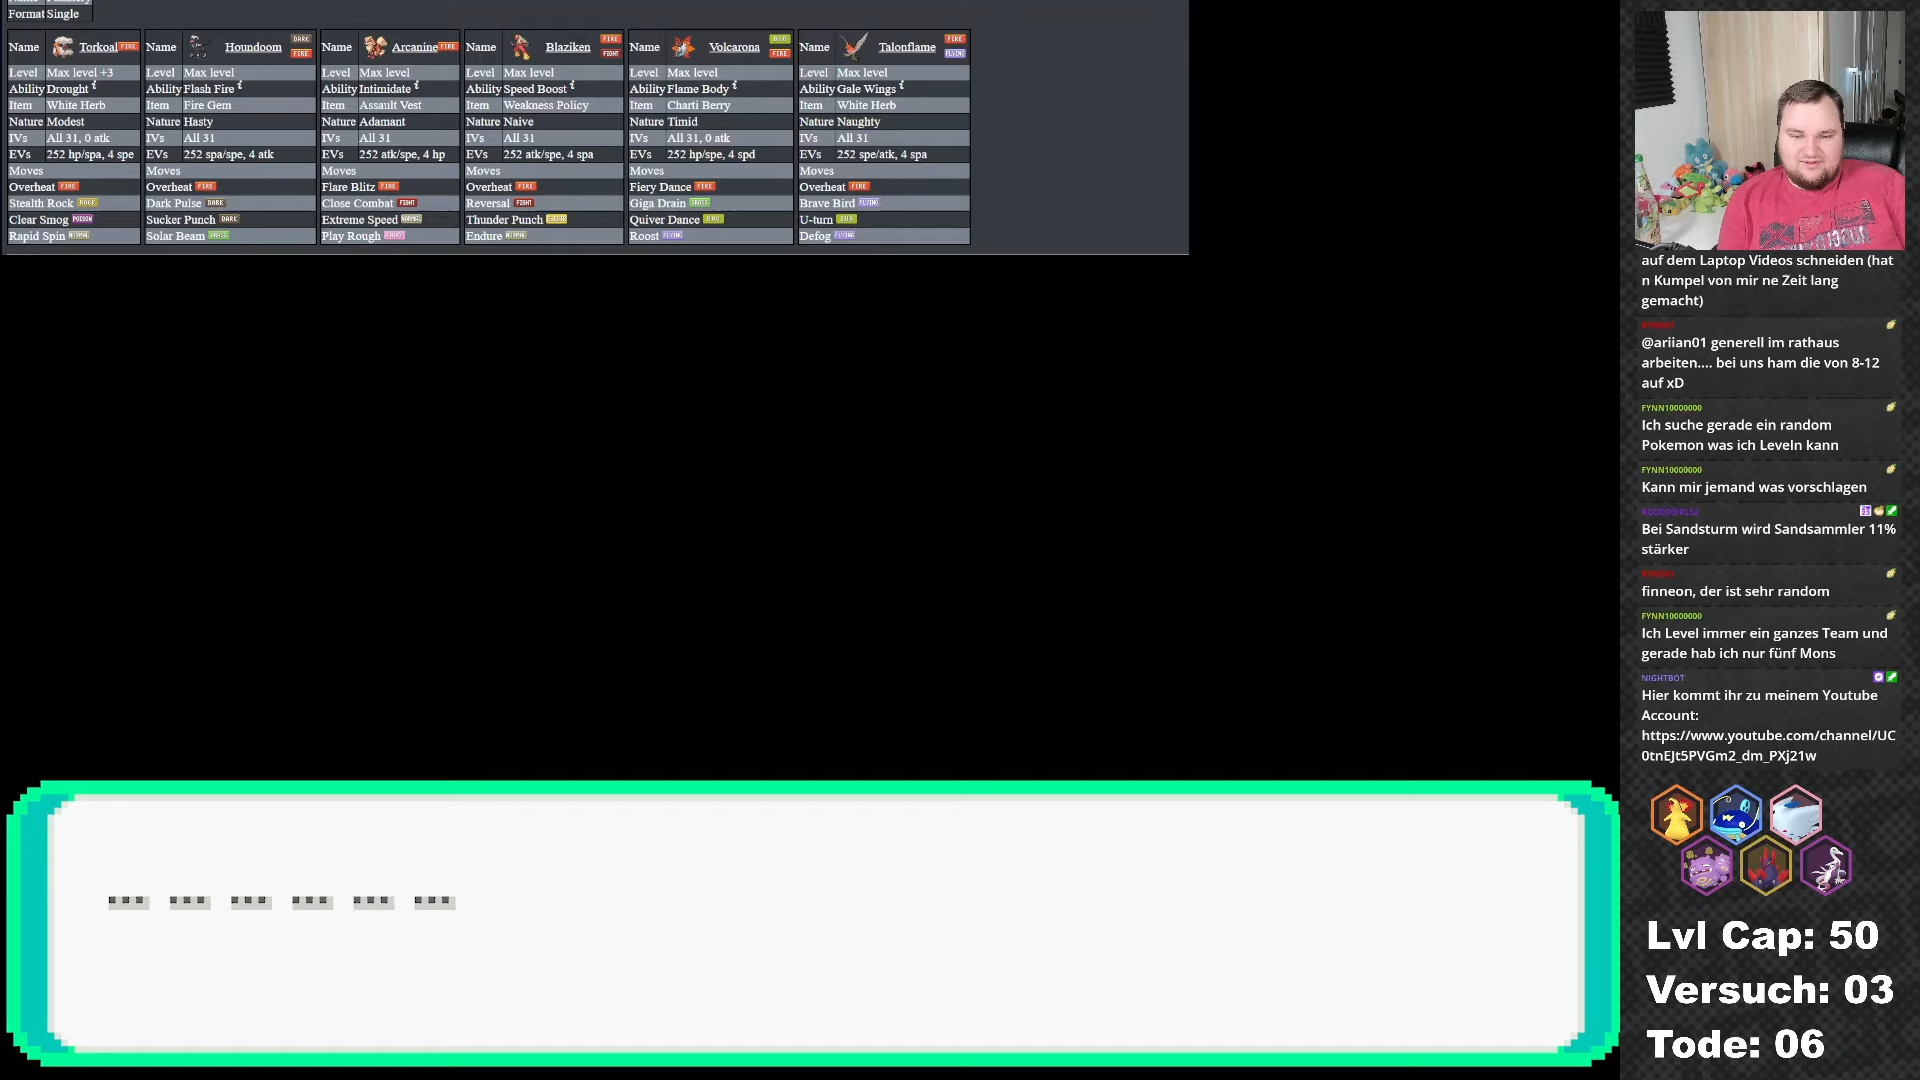 Format Single
Name Torkoal FIRE Name Houndoom DARK FIRE Name Arcanine FIRE Name Blaziken FIRE FIGHT Name Volcarona BUG FIRE Name Talonflame FIRE FLYING
Level Max level +3 Level Max level Level Max level Level Max level Level Max level Level Max level
Ability Drought i Ability Flash Fire i Ability Intimidate i Ability Speed Boost i Ability Flame Body i Ability Gale Wings i
Item White Herb Item Fire Gem Item Assault Vest Item Weakness Policy Item Charti Berry Item White Herb
Nature Modest Nature Hasty Nature Adamant Nature Naive Nature Timid Nature Naughty
IVs All 31, 0 atk IVs All 31 IVs All 31 IVs All 31 IVs All 31, 0 atk IVs All 31
EVs 252 hp/spa, 4 spe EVs 252 spa/spe, 4 atk EVs 252 atk/spe, 4 hp EVs 252 atk/spe, 4 spa EVs 252 hp/spe, 4 spd EVs 252 spe/atk, 4 spa
Moves Moves Moves Moves Moves Moves
Overheat FIRE Overheat FIRE Flare Blitz FIRE Overheat FIRE Fiery Dance FIRE Overheat FIRE
Stealth Rock ROCK Dark Pulse DARK Close Combat FIGHT Reversal FIGHT Giga Drain GRASS Brave Bird FLYING
Clear Smog POISON Sucker Punch DARK Extreme Speed NORMAL Thunder Punch ELECTR Quiver Dance BUG U-turn BUG
Rapid Spin NORMAL Solar Beam GRASS Play Rough FAIRY Endure NORMAL Roost FLYING Defog FLYING
... ... ... ... ... ...
auf dem Laptop Videos schneiden (hat
n Kumpel von mir ne Zeit lang
gemacht)
@ariian01 generell im rathaus
arbeiten.... bei uns ham die von 8-12
auf xD
FYNN10000000
Ich suche gerade ein random
Pokemon was ich Leveln kann
FYNN10000000
Kann mir jemand was vorschlagen
RODEOGIRL52
Bei Sandsturm wird Sandsammler 11%
stärker
finneon, der ist sehr random
FYNN10000000
Ich Level immer ein ganzes Team und
gerade hab ich nur fünf Mons
NIGHTBOT
Hier kommt ihr zu meinem Youtube
Account:
https://www.youtube.com/channel/UC
0tnEJt5PVGm2_dm_PXj21w
Lvl Cap: 50
Versuch: 03
Tode: 06